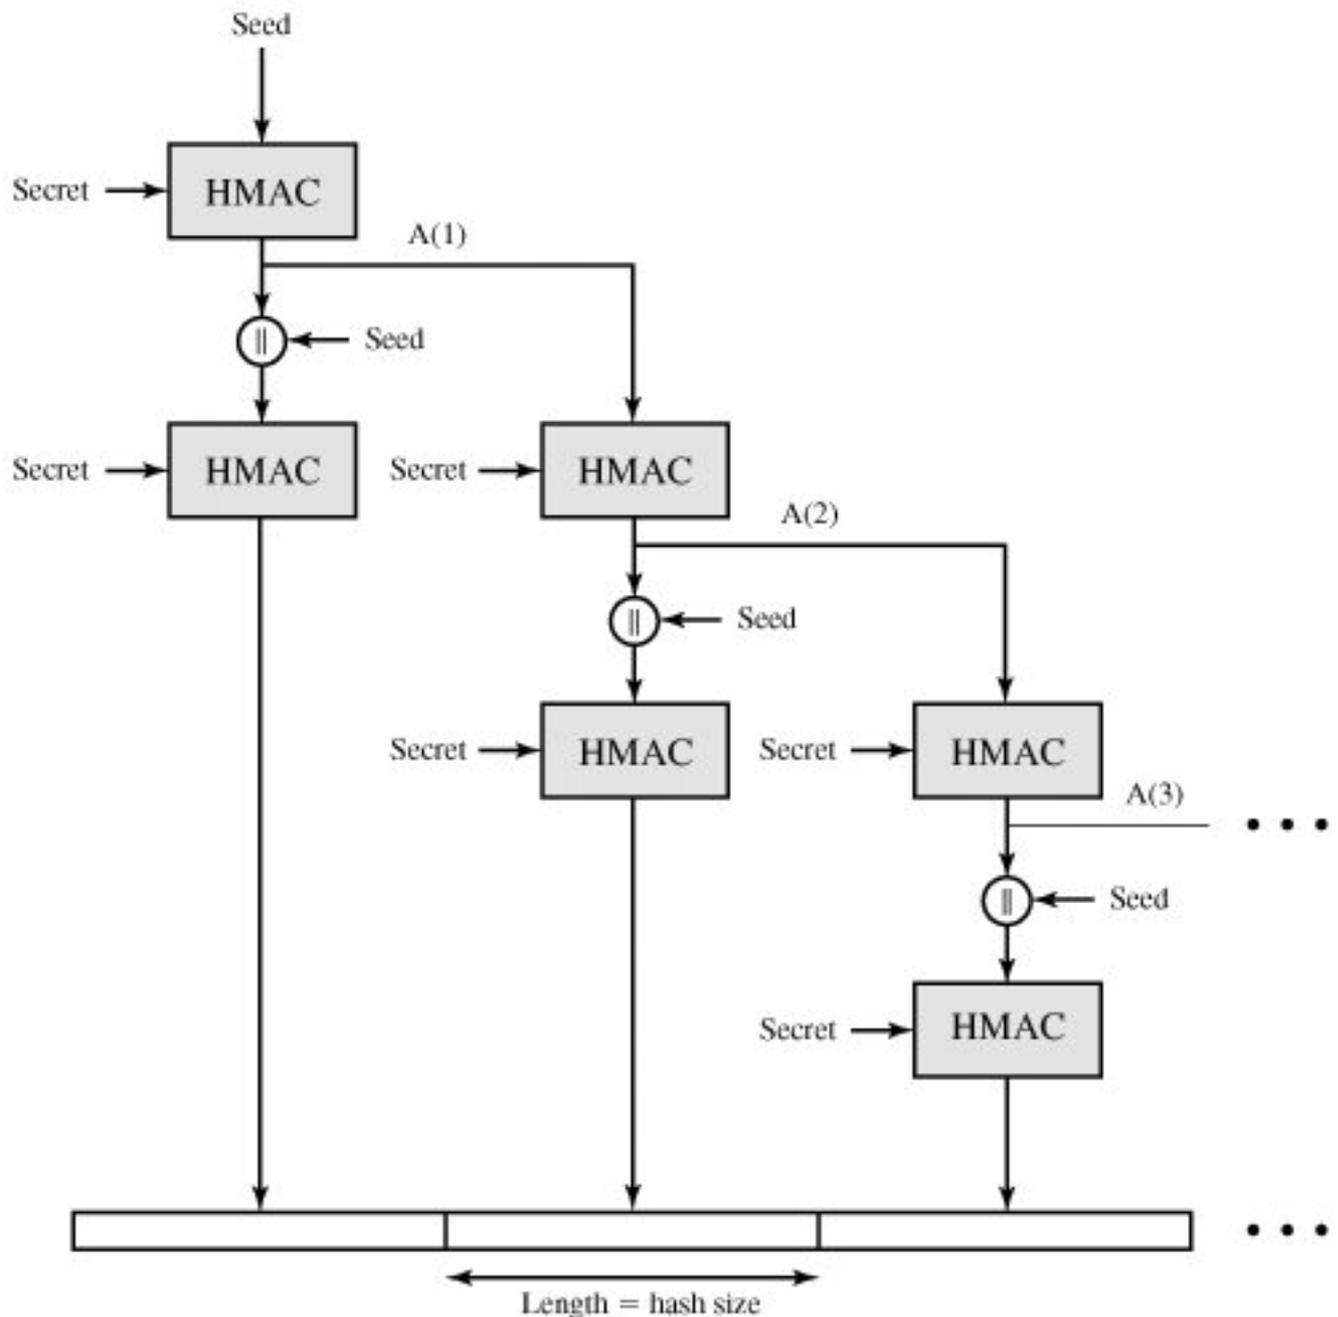 Seed
Secret
HMAC
A(1)
||
Seed
Secret
HMAC
Secret
HMAC
A(2)
||
Seed
Secret
HMAC
Secret
HMAC
A(3)
• • •
||
Seed
Secret
HMAC
• • •
Length = hash size